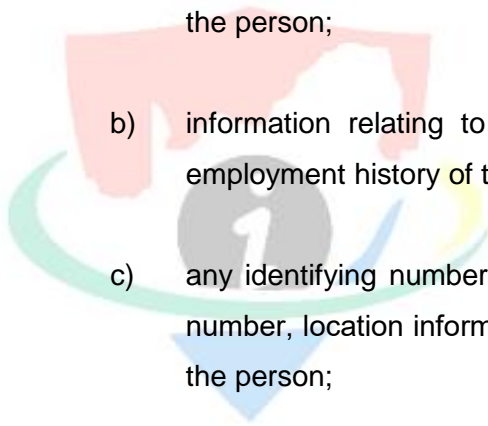 the person;
b) information relating to
employment history of t
c) any identifying number
number, location inform
the person;